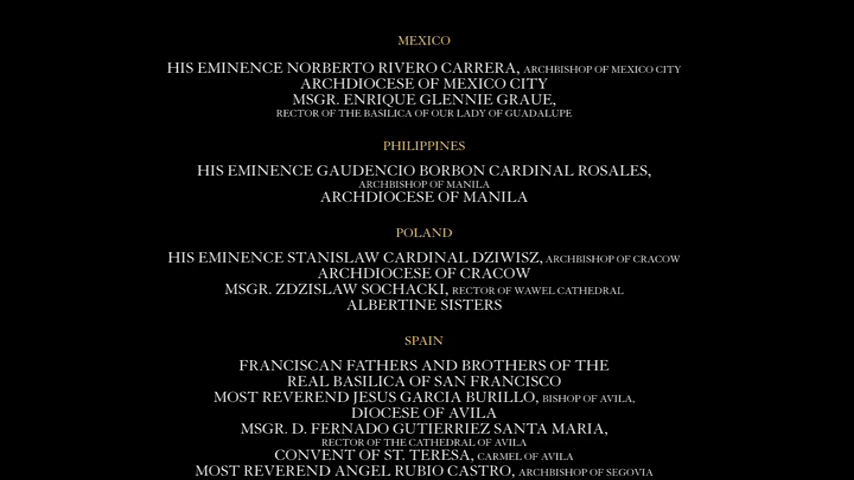 MEXICO
HIS EMINENCE NORBERTO RIVERO CARRERA, ARCHBISHOP OF MEXICO CITY
ARCHDIOCESE OF MEXICO CITY
MSGR. ENRIQUE GLENNIE GRAUE,
RECTOR OF THE BASILICA OF OUR LADY OF GUADALUPE
PHILIPPINES
HIS EMINENCE GAUDENCIO BORBON CARDINAL ROSALES,
ARCHBISHOP OF MANILA
ARCHDIOCESE OF MANILA
POLAND
HIS EMINENCE STANISLAW CARDINAL DZIWISZ, ARCHBISHOP OF CRACOW
ARCHDIOCESE OF CRACOW
MSGR. ZDZISLAW SOCHACKI, RECTOR OF WAWEL CATHEDRAL
ALBERTINE SISTERS
SPAIN
FRANCISCAN FATHERS AND BROTHERS OF THE
REAL BASILICA OF SAN FRANCISCO
MOST REVEREND JESUS GARCIA BURILLO, BISHOP OF AVILA,
DIOCESE OF AVILA
MSGR. D. FERNADO GUTIERRIEZ SANTA MARIA,
RECTOR OF THE CATHEDRAL OF AVILA
CONVENT OF ST. TERESA, CARMEL OF AVILA
MOST REVEREND ANGEL RUBIO CASTRO, ARCHBISHOP OF SEGOVIA